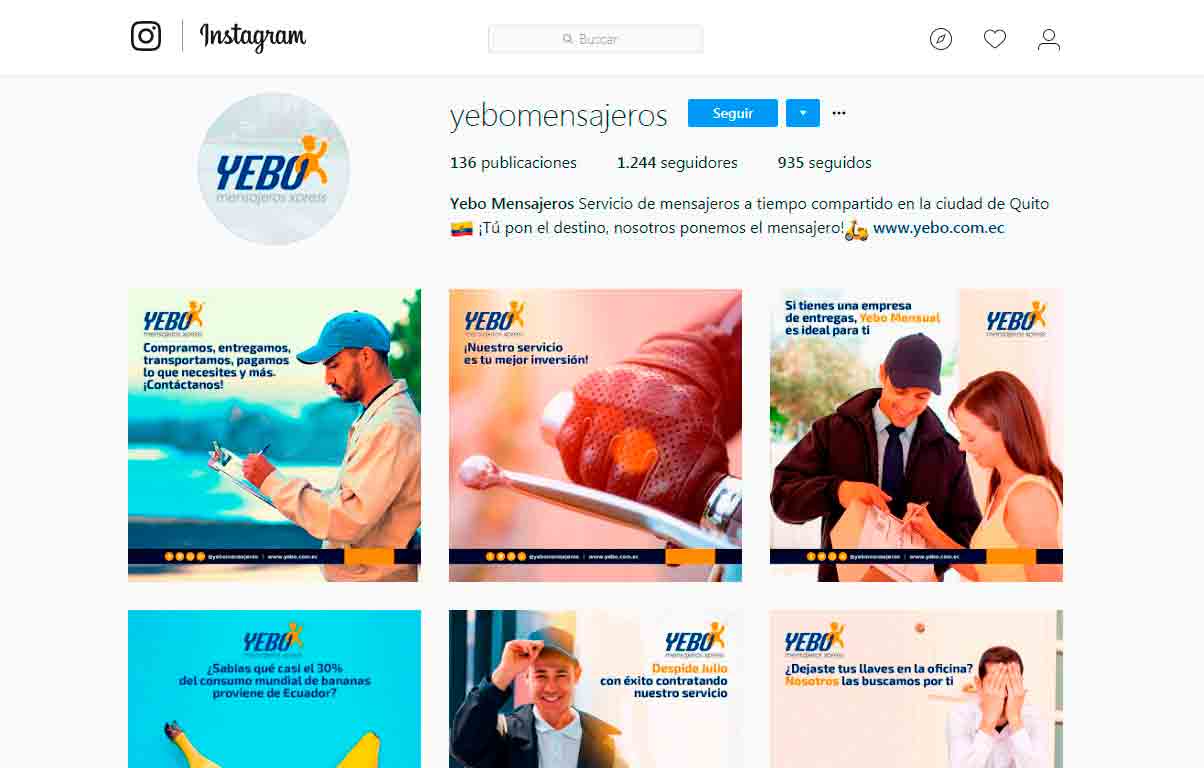 Instagram
Buscar
yebomensajeros
Seguir
136 publicaciones
1.244 seguidores
935 seguidos
YEBO
mensajeros xpress
Yebo Mensajeros Servicio de mensajeros a tiempo compartido en la ciudad de Quito
¡Tú pon el destino, nosotros ponemos el mensajero! www.yebo.com.ec
YEBO
mensajeros xpress
Compramos, entregamos,
transportamos, pagamos
lo que necesites y más.
¡Contáctanos!
@yebomensajeros | www.yebo.com.ec
YEBO
mensajeros xpress
¡Nuestro servicio
es tu mejor inversión!
@yebomensajeros | www.yebo.com.ec
Si tienes una empresa
de entregas, Yebo Mensual
es ideal para ti
YEBO
mensajeros xpress
@yebomensajeros | www.yebo.com.ec
YEBO
mensajeros xpress
¿Sabías qué casi el 30%
del consumo mundial de bananas
proviene de Ecuador?
YEBO
mensajeros xpress
Despide Julio
con éxito contratando
nuestro servicio
YEBO
mensajeros xpress
¿Dejaste tus llaves en la oficina?
Nosotros las buscamos por ti